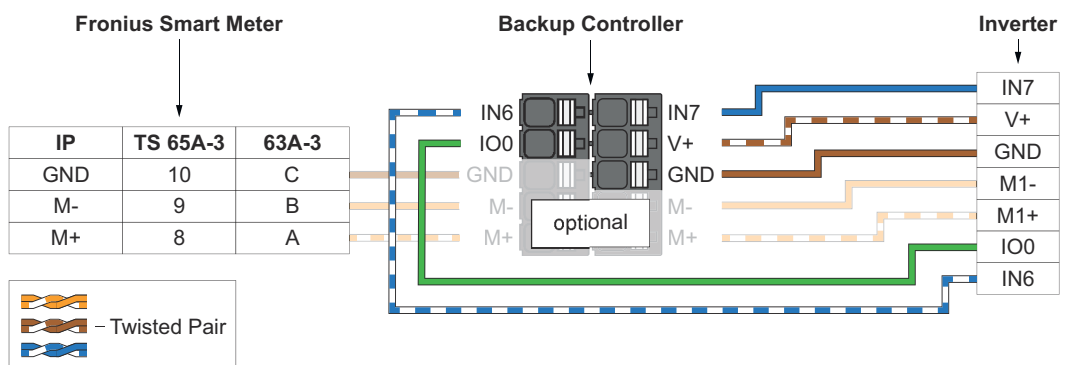 Fronius Smart Meter Backup Controller Inverter
IN6 IN7 IN7
IP TS 65A-3 63A-3 IO0 V+ V+
GND 10 C GND GND GND
M- 9 B M- M- M1-
optional
M+ 8 A M+ M+ M1+
IO0
IN6
Twisted Pair